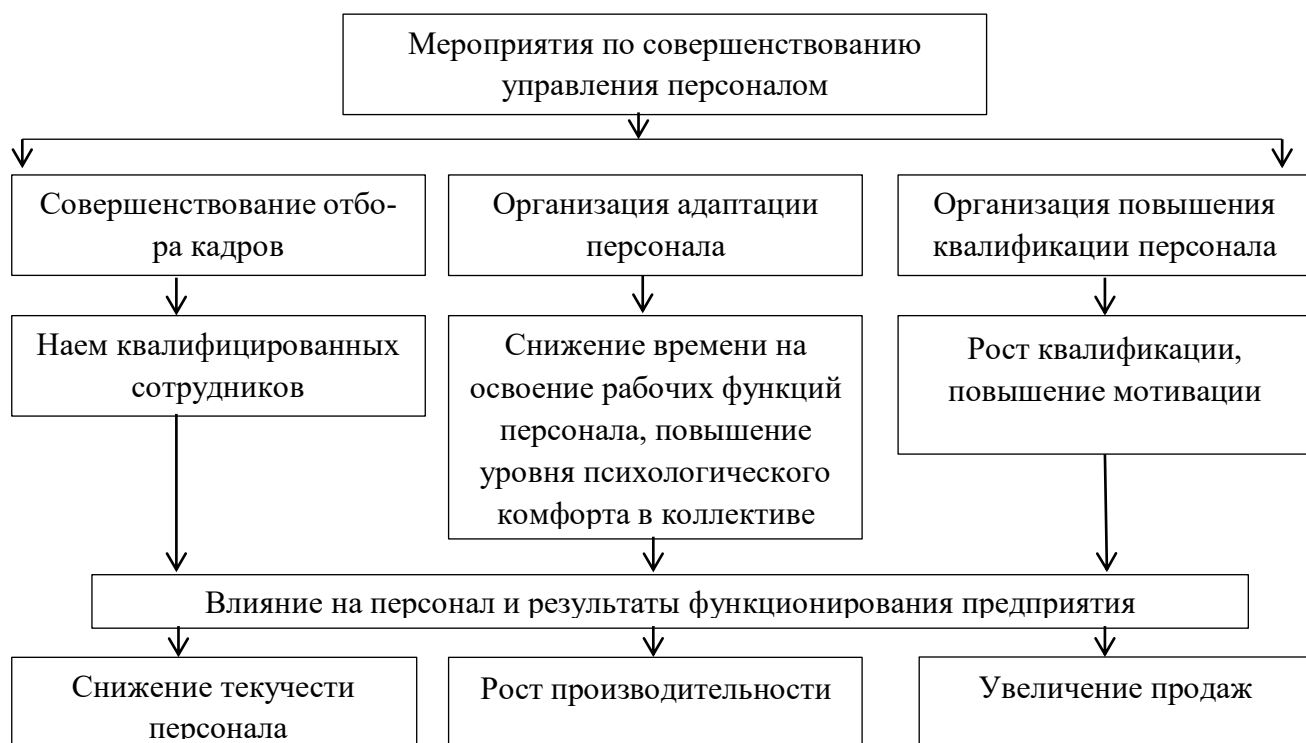 Мероприятия по совершенствованию
управления персоналом
Совершенствование отбо-
ра кадров
Организация адаптации
персонала
Организация повышения
квалификации персонала
Наем квалифицированных
сотрудников
Снижение времени на
освоение рабочих функций
персонала, повышение
уровня психологического
комфорта в коллективе
Рост квалификации,
повышение мотивации
Влияние на персонал и результаты функционирования предприятия
Снижение текучести
персонала
Рост производительности
Увеличение продаж